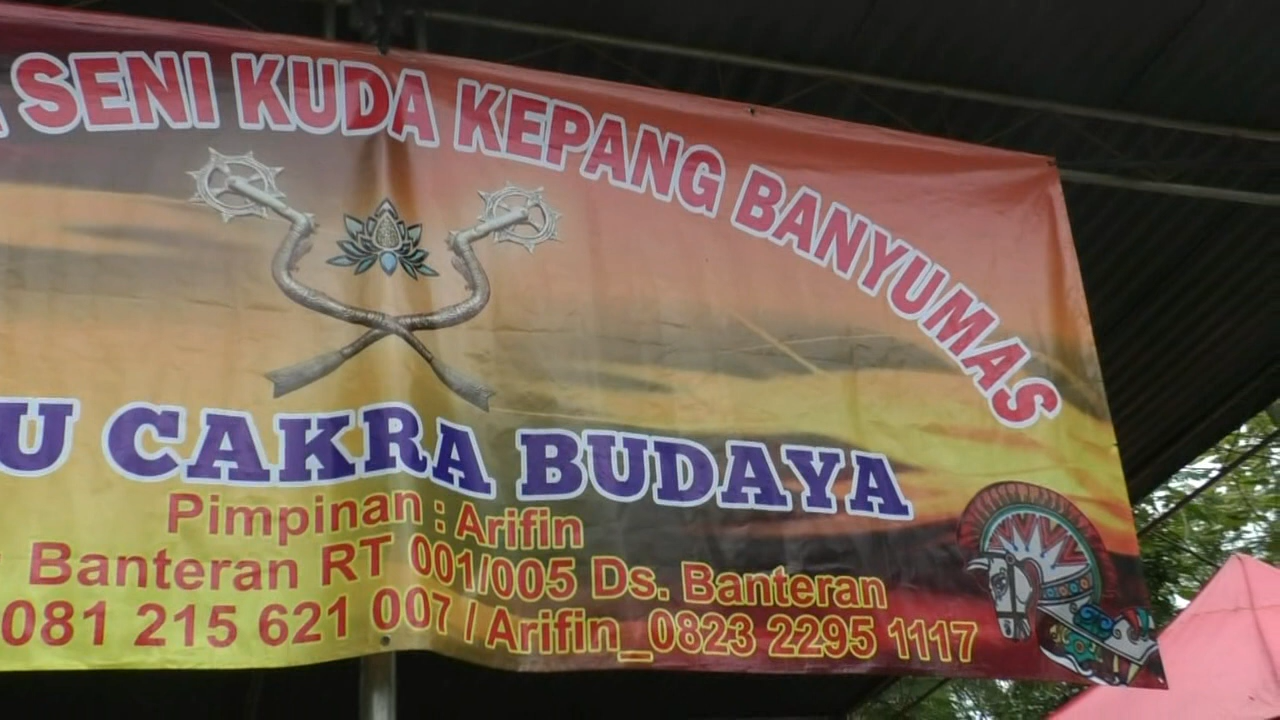 SENI KUDA KEPANG BANYUMAS
CAKRA BUDAYA
Pimpinan : Arifin
Banteran RT 001/005 Ds. Banteran
081 215 621 007 / Arifin_0823 2295 1117